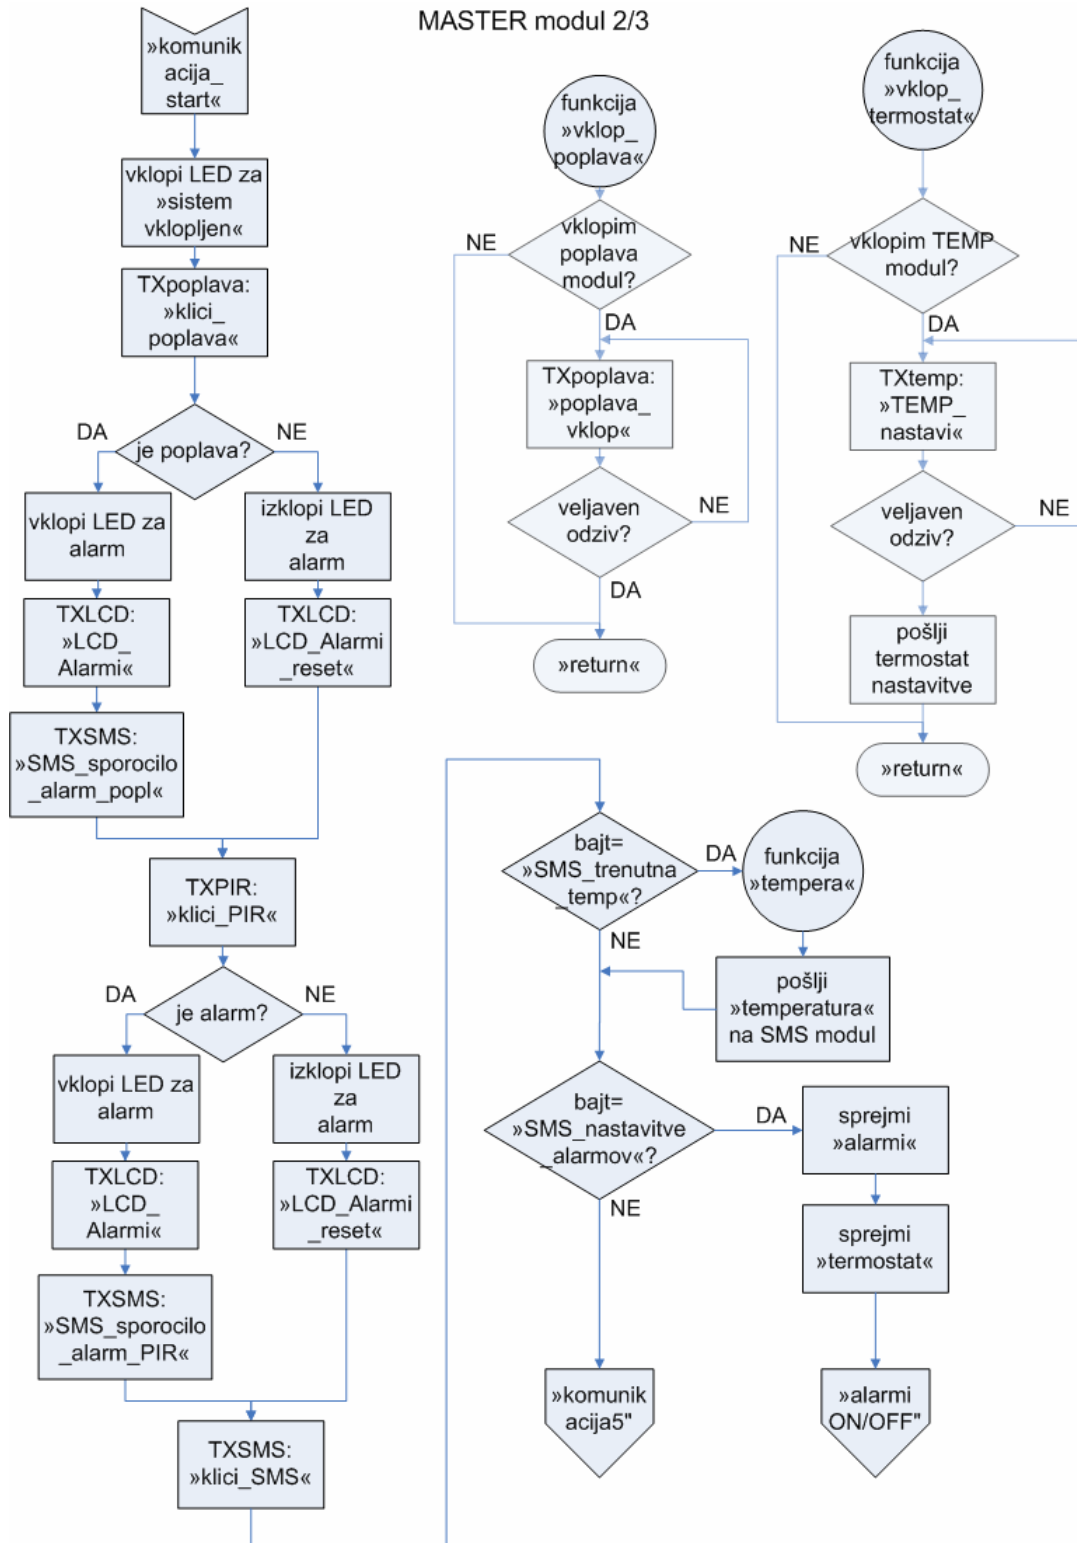 MASTER modul 2/3
»komunik
acija_
start«
vklopi LED za
»sistem
vklopljen«
TXpoplava:
»klici_
poplava«
je poplava?
DA
NE
vklopi LED za
alarm
izklopi LED
za
alarm
TXLCD:
»LCD_
Alarmi«
TXLCD:
»LCD_Alarmi
_reset«
TXSMS:
»SMS_sporocilo
_alarm_popl«
TXPIR:
»klici_PIR«
je alarm?
DA
NE
vklopi LED za
alarm
izklopi LED
za
alarm
TXLCD:
»LCD_
Alarmi«
TXLCD:
»LCD_Alarmi
_reset«
TXSMS:
»SMS_sporocilo
_alarm_PIR«
TXSMS:
»klici_SMS«
funkcija
»vklop_
poplava«
vklopim
poplava
modul?
NE
DA
TXpoplava:
»poplava_
vklop«
veljaven
odziv?
NE
DA
»return«
funkcija
»vklop_
termostat«
vklopim TEMP
modul?
NE
DA
TXtemp:
»TEMP_
nastavi«
veljaven
odziv?
NE
pošlji
termostat
nastavitve
»return«
bajt=
»SMS_trenutna
_temp«?
DA
NE
funkcija
»tempera«
pošlji
»temperatura«
na SMS modul
bajt=
»SMS_nastavitve
_alarmov«?
DA
NE
sprejmi
»alarmi«
sprejmi
»termostat«
»komunik
acija5"
»alarmi
ON/OFF"